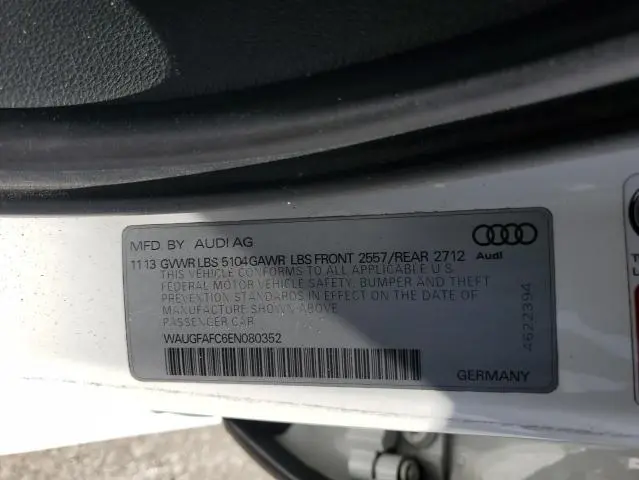 MFD BY AUDI AG
Audi
11 13 GVWR LBS 5104 GAWR LBS FRONT 2557/REAR 2712
THIS VEHICLE CONFORMS TO ALL APPLICABLE U.S.
FEDERAL MOTOR VEHICLE SAFETY, BUMPER AND THEFT
PREVENTION STANDARDS IN EFFECT ON THE DATE OF
MANUFACTURE SHOWN ABOVE
PASSENGER CAR
WAUGFAFC6EN080352
GERMANY
4622394